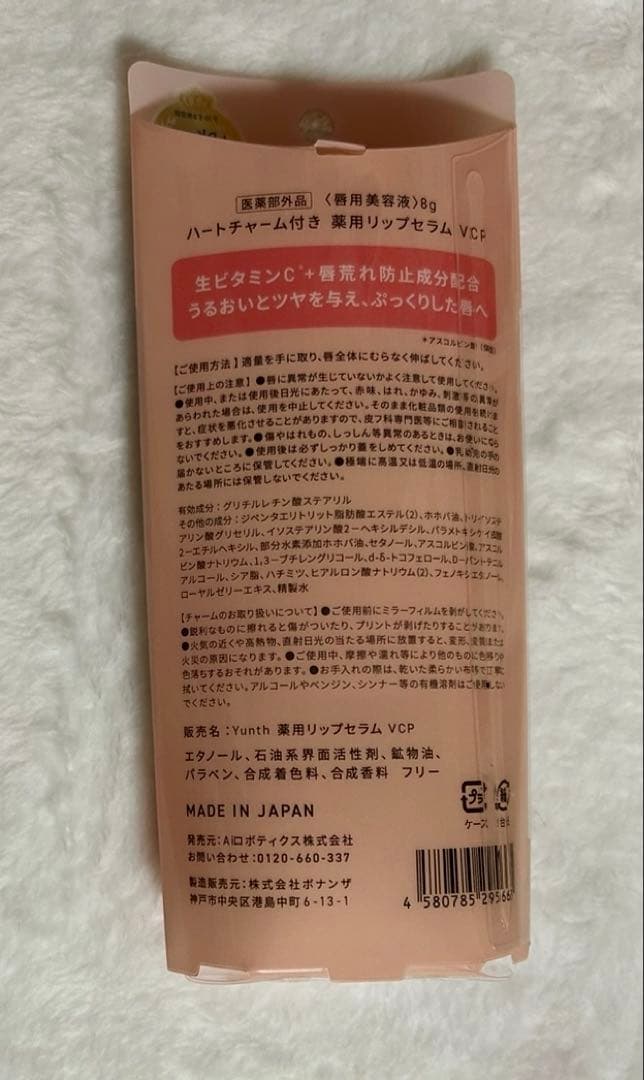 医薬部外品 〈唇用美容液〉8g
ハートチャーム付き 薬用リップセラム VCP
生ビタミンC*+唇荒れ防止成分配合
うるおいとツヤを与え、ぷっくりした唇へ
*アスコルビン酸
【ご使用方法】適量を手に取り、唇全体にむらなく伸ばしてください。
【ご使用上の注意】●唇に異常が生じていないかよく注意して使用してください。
●使用中、または使用後日光にあたって、赤味、はれ、かゆみ、刺激等の異常が
あらわれた場合は、使用を中止してください。そのまま化粧品類の使用を続けま
すと、症状を悪化させることがありますので、皮フ科専門医等にご相談されること
をおすすめします。●傷やはれもの、しっしん等異常のあるときは、お使いになら
ないでください。●使用後は必ずしっかり蓋をしめてください。●乳幼児の手の
届かないところに保管してください。●極端に高温又は低温の場所、直射日光の
あたる場所には保管しないでください。
有効成分：グリチルレチン酸ステアリル
その他の成分：ジペンタエリトリット脂肪酸エステル(2)、ホホバ油、トリイソステ
アリン酸グリセリル、イソステアリン酸2-ヘキシルデシル、パラメトキシケイ皮酸
2-エチルヘキシル、部分水素添加ホホバ油、セタノール、アスコルビン酸、アスコル
ビン酸ナトリウム、1,3-ブチレングリコール、d-δ-トコフェロール、D-パントテニル
アルコール、シア脂、ハチミツ、ヒアルロン酸ナトリウム(2)、フェノキシエタノール、
ローヤルゼリーエキス、精製水
【チャームのお取り扱いについて】●ご使用前にミラーフィルムを剥がしてください。
●鋭利なものに擦れると傷がついたり、プリントが剥げたりすることがあります。
●火気の近くや高熱物、直射日光の当たる場所に放置すると、変形、変質または
火災の原因になります。●ご使用中、摩擦や濡れ等により他のものに色移りや
色落ちするおそれがあります。●お手入れの際は、乾いた柔らかい布等で丁寧に
拭いてください。アルコールやベンジン、シンナー等の有機溶剤はご使用しない
でください。
販売名：Yunth 薬用リップセラム VCP
エタノール、石油系界面活性剤、鉱物油、
パラベン、合成着色料、合成香料 フリー
MADE IN JAPAN
プラ
ケース
発売元：Aiロボティクス株式会社
お問い合わせ：0120-660-337
製造販売元：株式会社ボナンザ
神戸市中央区港島中町6-13-1
4 580785 29566